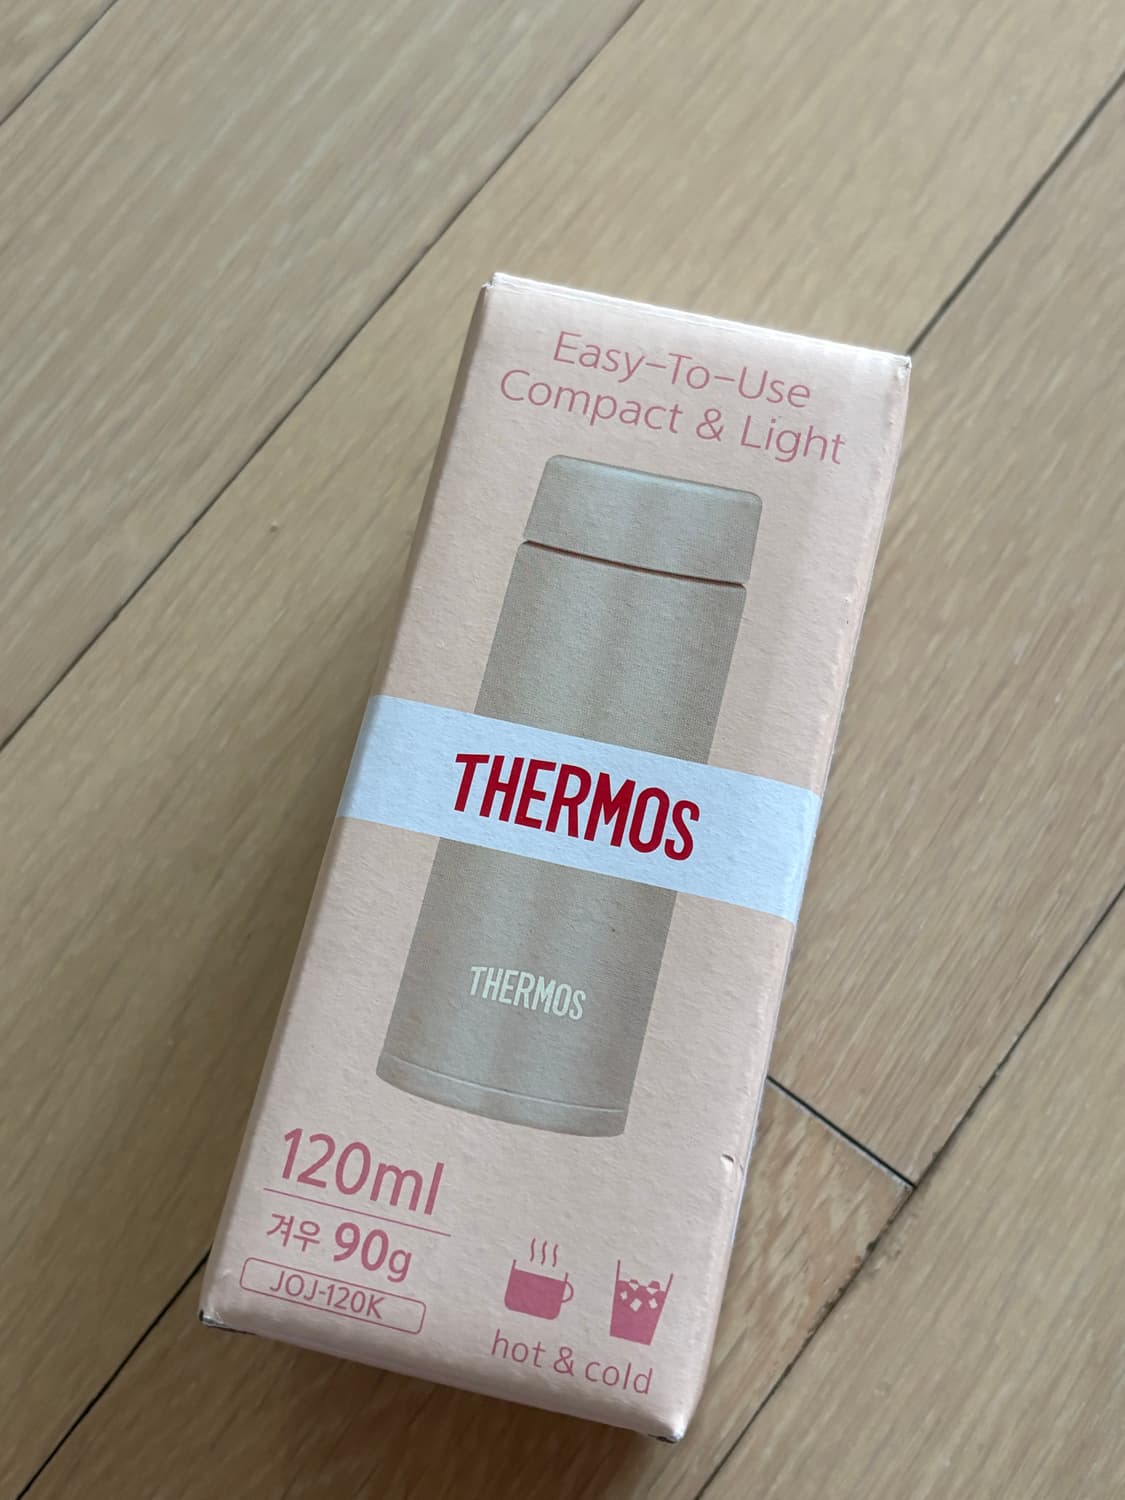 Easy-To-Use
Compact & Light
THERMOS
THERMOS
120ml
겨우 90g
JOJ-120K
hot & cold